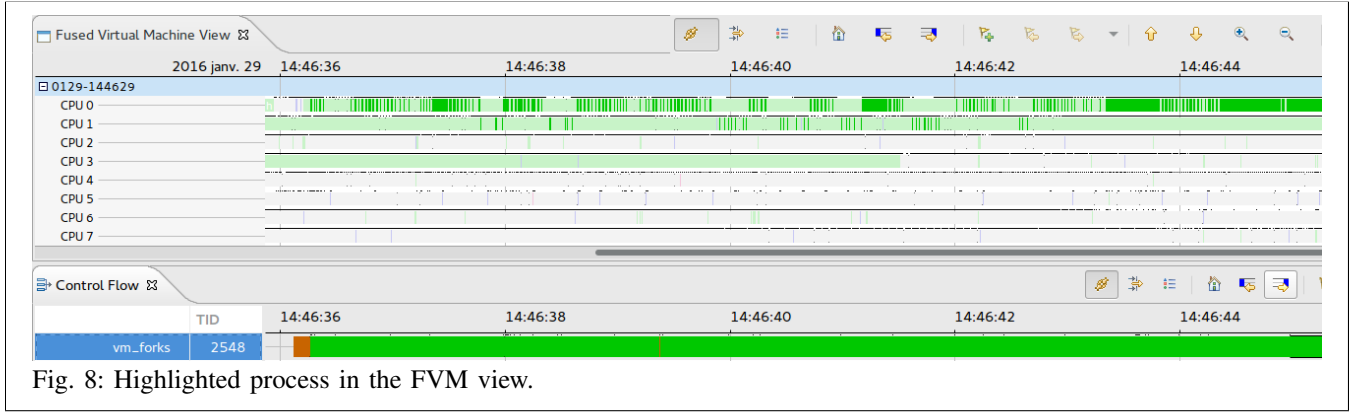 Fused Virtual Machine View
2016 janv. 29 14:46:36 14:46:38 14:46:40 14:46:42 14:46:44
0129-144629
CPU 0
CPU 1
CPU 2
CPU 3
CPU 4
CPU 5
CPU 6
CPU 7
Control Flow
TID 14:46:36 14:46:38 14:46:40 14:46:42 14:46:44
vm_forks 2548
Fig. 8: Highlighted process in the FVM view.